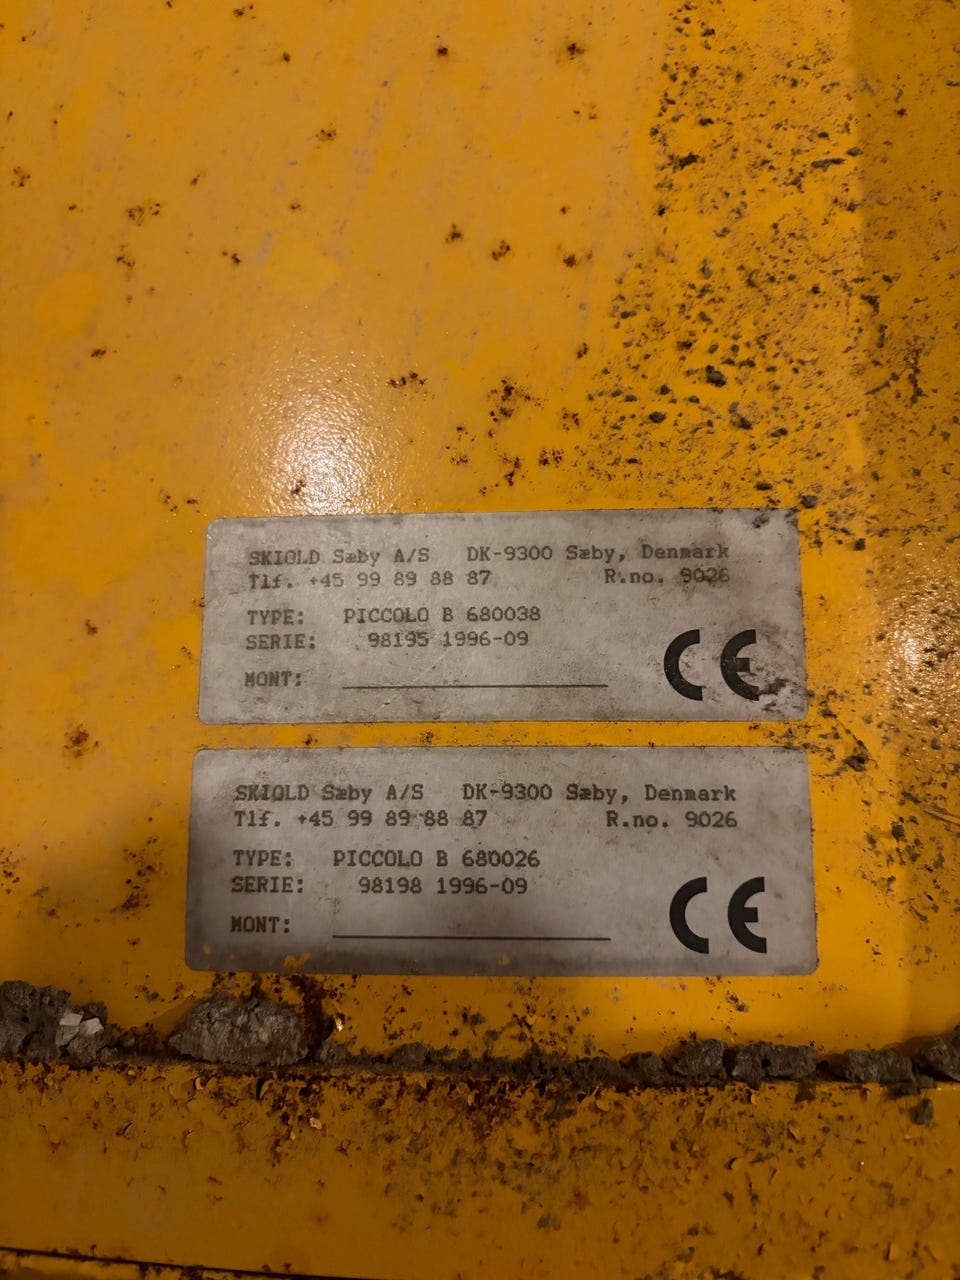 SKIOLD Sæby A/S DK-9300 Sæby, Denmark
Tlf. +45 99 89 88 87 R.no. 9026
TYPE: PICCOLO B 680038
SERIE: 98195 1996-09
MONT:
CE
SKIOLD Sæby A/S DK-9300 Sæby, Denmark
Tlf. +45 99 89 88 87 R.no. 9026
TYPE: PICCOLO B 680026
SERIE: 98198 1996-09
MONT:
CE